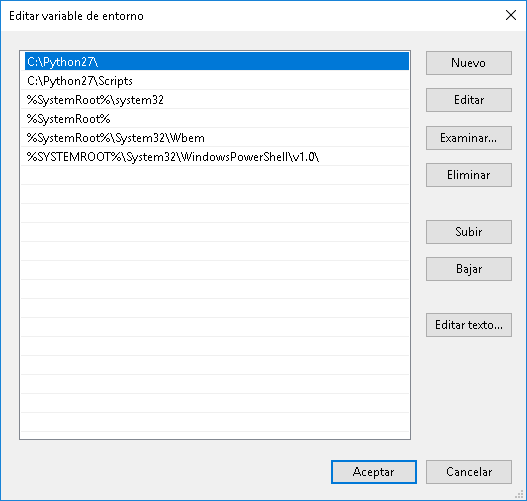 Editar variable de entorno
C:\Python27\
C:\Python27\Scripts
%SystemRoot%\system32
%SystemRoot%
%SystemRoot%\System32\Wbem
%SYSTEMROOT%\System32\WindowsPowerShell\v1.0\
Nuevo
Editar
Examinar...
Eliminar
Subir
Bajar
Editar texto...
Aceptar
Cancelar